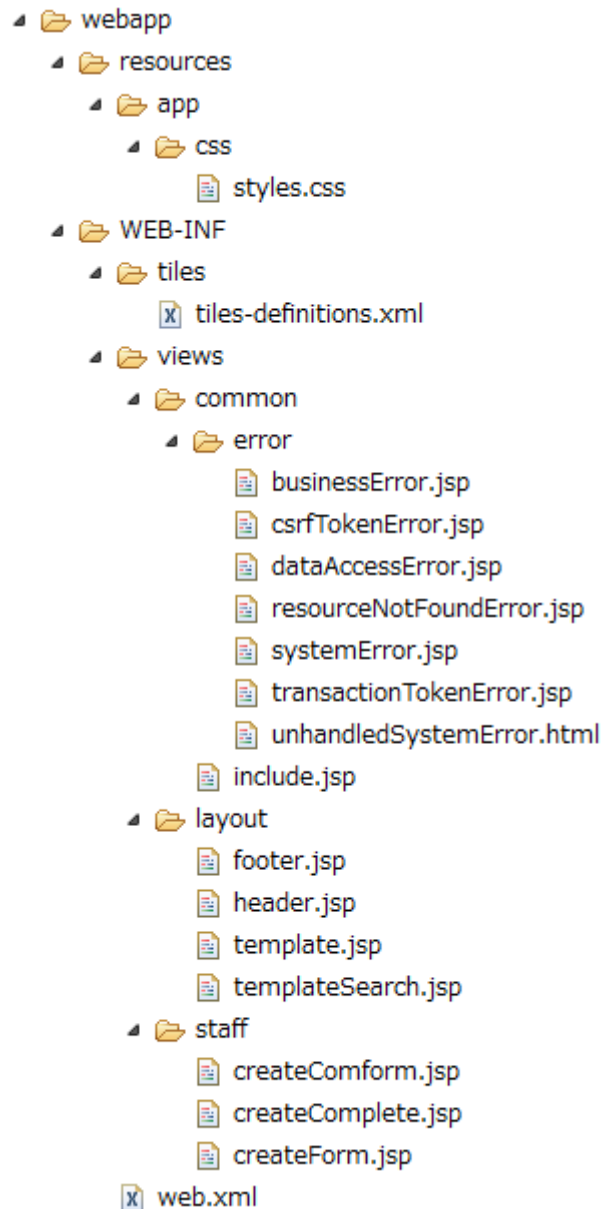 webapp
resources
app
css
styles.css
WEB-INF
tiles
tiles-definitions.xml
views
common
error
businessError.jsp
csrfTokenError.jsp
dataAccessError.jsp
resourceNotFoundError.jsp
systemError.jsp
transactionTokenError.jsp
unhandledSystemError.html
include.jsp
layout
footer.jsp
header.jsp
template.jsp
templateSearch.jsp
staff
createComform.jsp
createComplete.jsp
createForm.jsp
web.xml